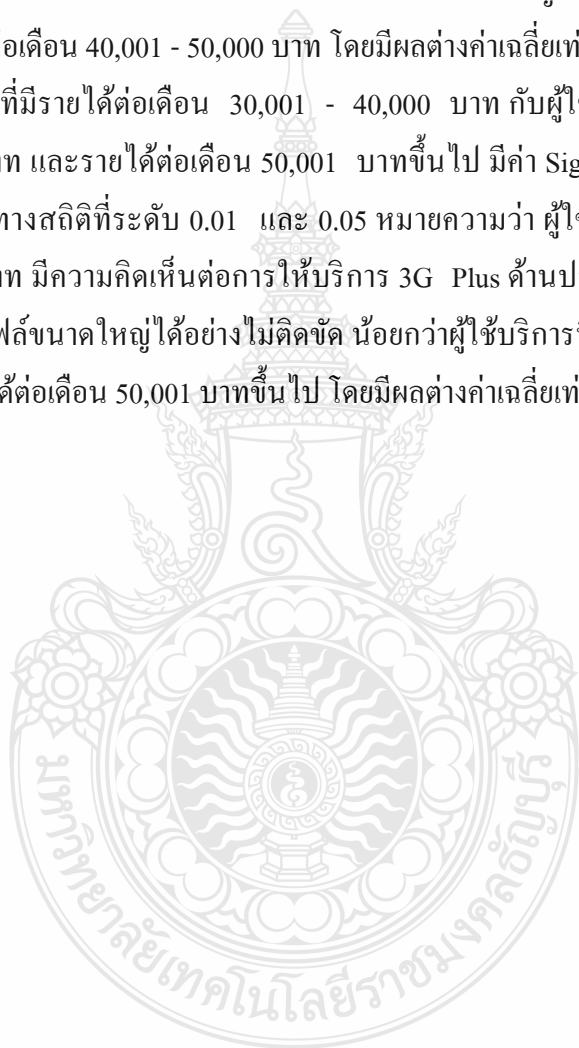 ต่อเดือน 40,001 - 50,000 บาท โดยมีผลต่างค่าเฉลี่ยเท่
ที่มีรายได้ต่อเดือน 30,001 - 40,000 บาท กับผู้ใช
าท และรายได้ต่อเดือน 50,001 บาทขึ้นไป มีค่า Sig
ทางสถิติที่ระดับ 0.01 และ 0.05 หมายความว่า ผู้ใช
าท มีความคิดเห็นต่อการให้บริการ 3G Plus ด้านป
ฟล์ขนาดใหญ่ได้อย่างไม่ติดขัด น้อยกว่าผู้ใช้บริการ
ด้ต่อเดือน 50,001 บาทขึ้นไป โดยมีผลต่างค่าเฉลี่ยเท่
มหาวิทยาลัยเทคโนโลยีราชมงคลธัญบุรี